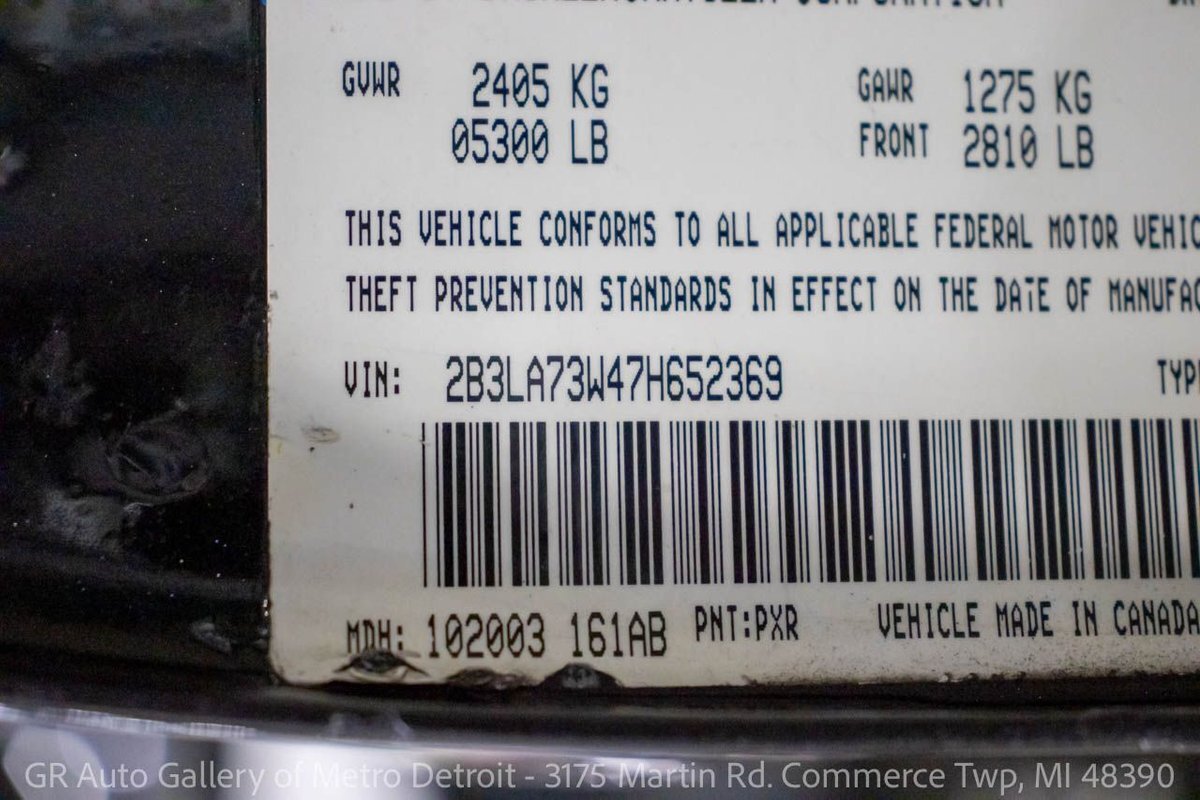 GVWR 2405 KG GAWR 1275 KG
05300 LB FRONT 2810 LB
THIS VEHICLE CONFORMS TO ALL APPLICABLE FEDERAL MOTOR VEHIC
THEFT PREVENTION STANDARDS IN EFFECT ON THE DATE OF MANUFAC
VIN: 2B3LA73W47H652369 TYP
MDH: 102003 161AB PNT:PXR VEHICLE MADE IN CANADA
GR Auto Gallery of Metro Detroit - 3175 Martin Rd. Commerce Twp, MI 48390